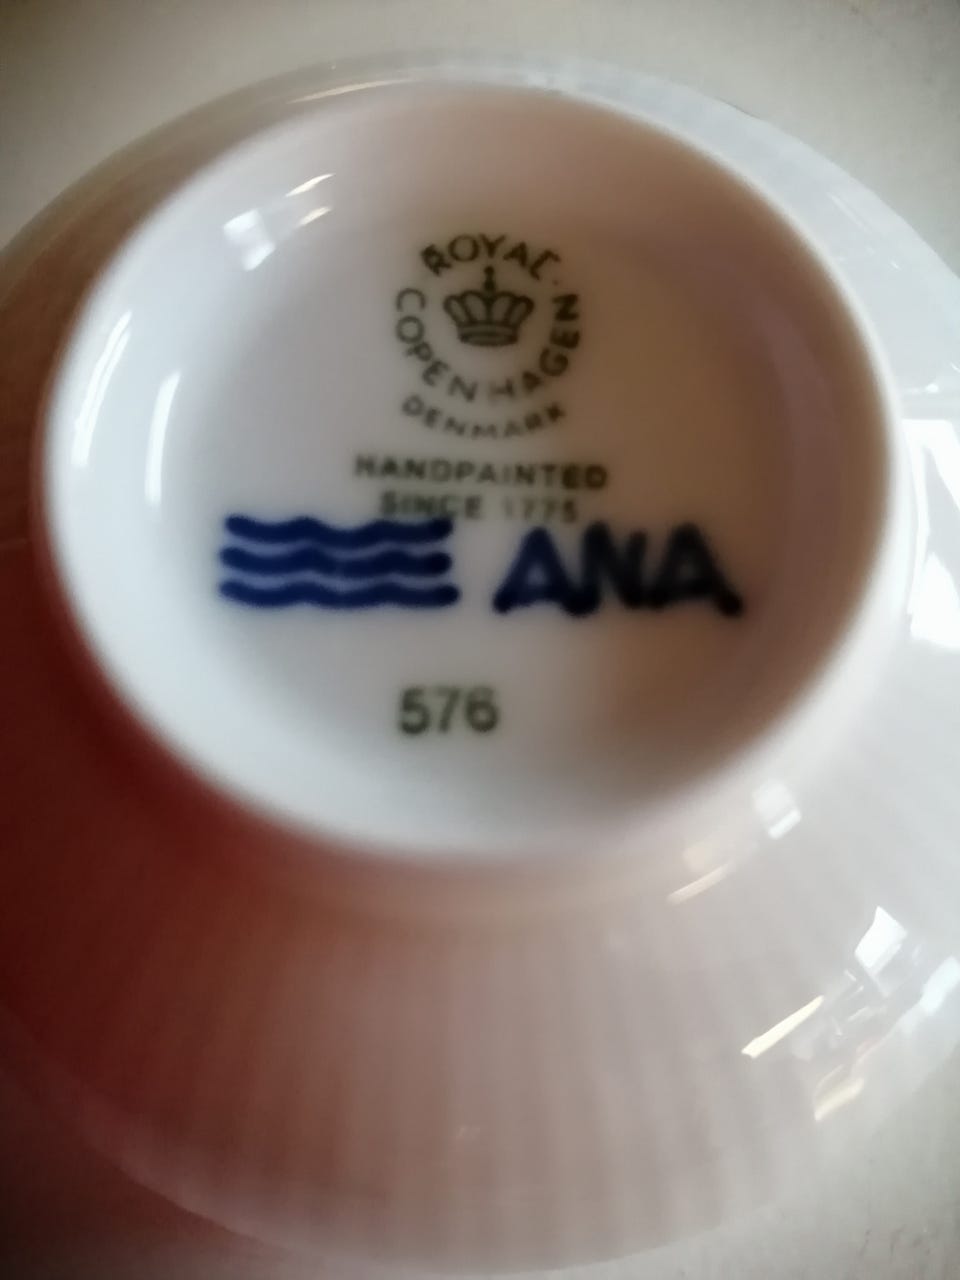 ROYAL · COPENHAGEN
DENMARK
HANDPAINTED
SINCE 1775
ANA
576